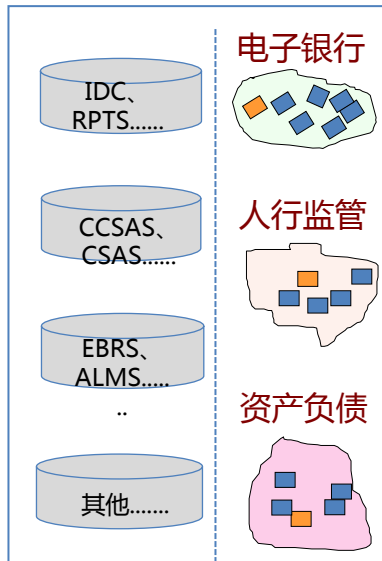 IDC、
RPTS......
CCSAS、
CSAS......
EBRS、
ALMS.....
..
其他.......
电子银行
人行监管
资产负债